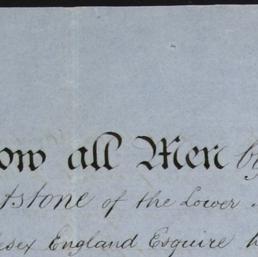 ow all Men by
tstone of the Lower
esex England Esquire h